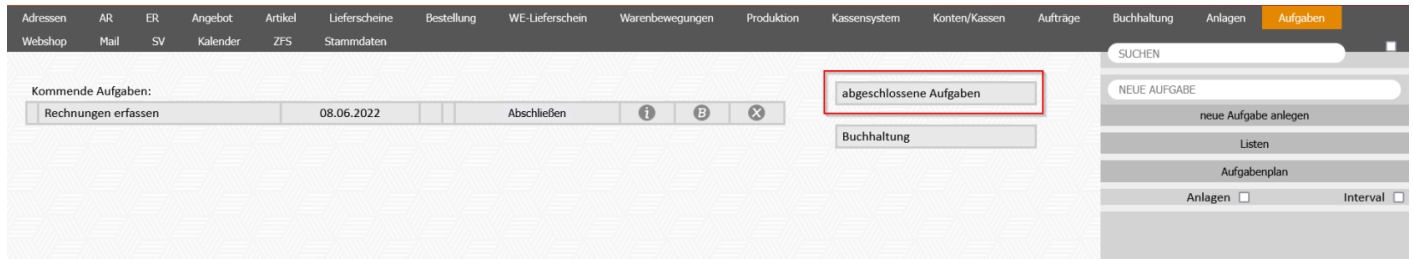 Adressen AR ER Angebot Artikel Lieferscheine Bestellung WE-Lieferschein Warenbewegungen Produktion Kassensystem Konten/Kassen Aufträge Buchhaltung Anlagen Aufgaben
Webshop Mail SV Kalender ZFS Stammdaten
SUCHEN
Kommende Aufgaben:
Rechnungen erfassen 08.06.2022 Abschließen i B X
abgeschlossene Aufgaben
Buchhaltung
NEUE AUFGABE
neue Aufgabe anlegen
Listen
Aufgabenplan
Anlagen Interval